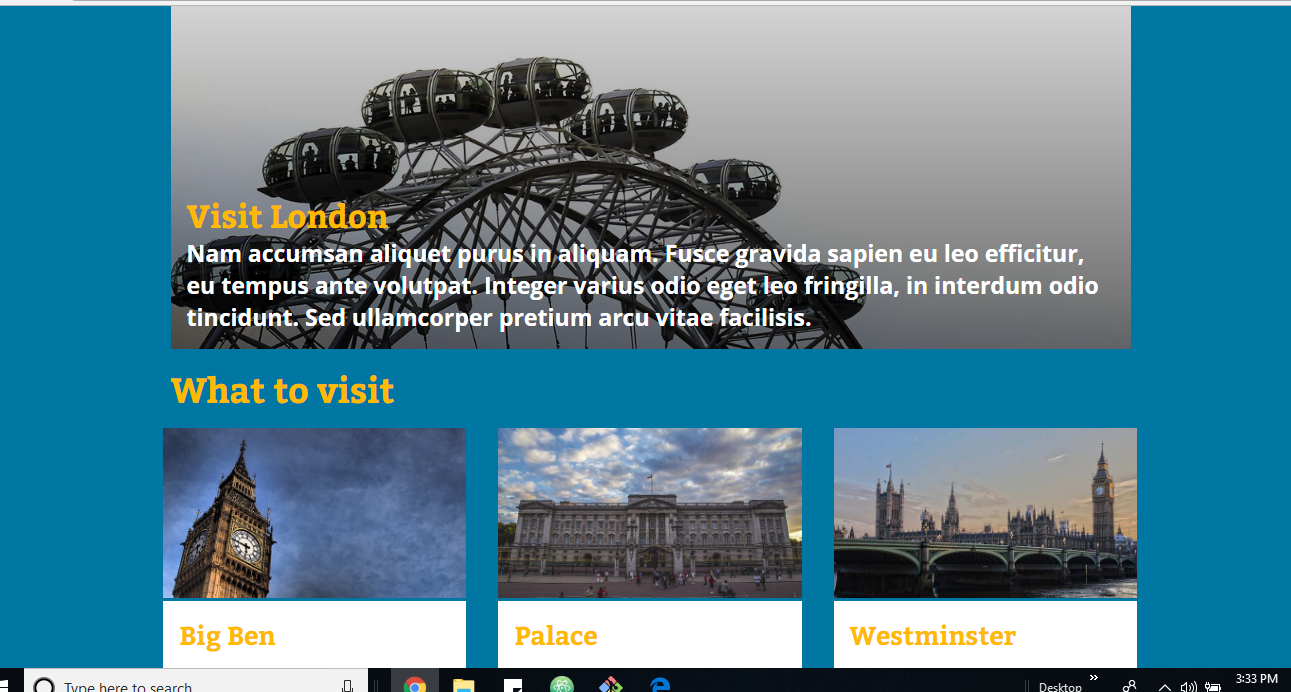 Visit London
Nam accumsan aliquet purus in aliquam. Fusce gravida sapien eu leo efficitur,
eu tempus ante volutpat. Integer varius odio eget leo fringilla, in interdum odio
tincidunt. Sed ullamcorper pretium arcu vitae facilisis.
What to visit
Big Ben
Palace
Westminster
Type here to search
Desktop
3:33 PM